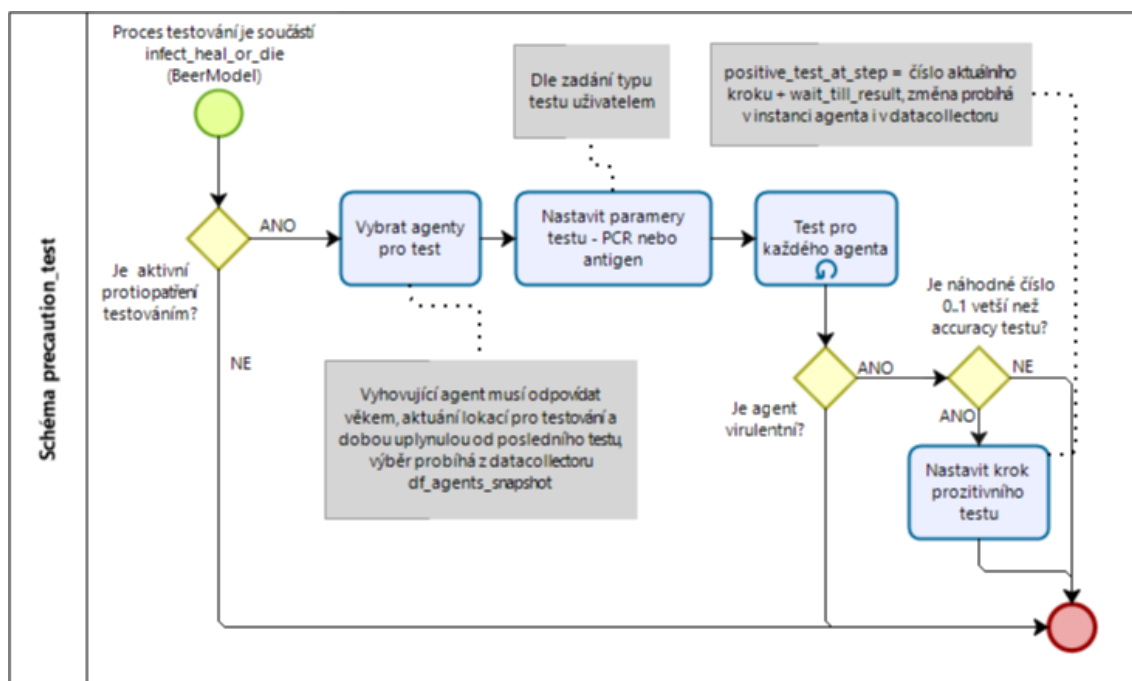 Schéma precaution_test
Proces testování je součástí
infect_heal_or_die
(BeerModel)
Je aktivní
protiopatření
testováním?
ANO
NE
Vybrat agenty
pro test
Vyhovující agent musí odpovídat
věkem, aktuání lokací pro testování a
dobou uplynulou od posledního testu,
výběr probíhá z datacollectoru
df_agents_snapshot
Dle zadání typu
testu uživatelem
Nastavit paramery
testu - PCR nebo
antigen
positive_test_at_step = číslo aktuálního
kroku + wait_till_result, změna probíhá
v instanci agenta i v datacollectoru
Test pro
každého agenta
Je agent
virulentní?
ANO
Je náhodné číslo
0..1 vetší než
accuracy testu?
NE
ANO
Nastavit krok
prozitivního
testu